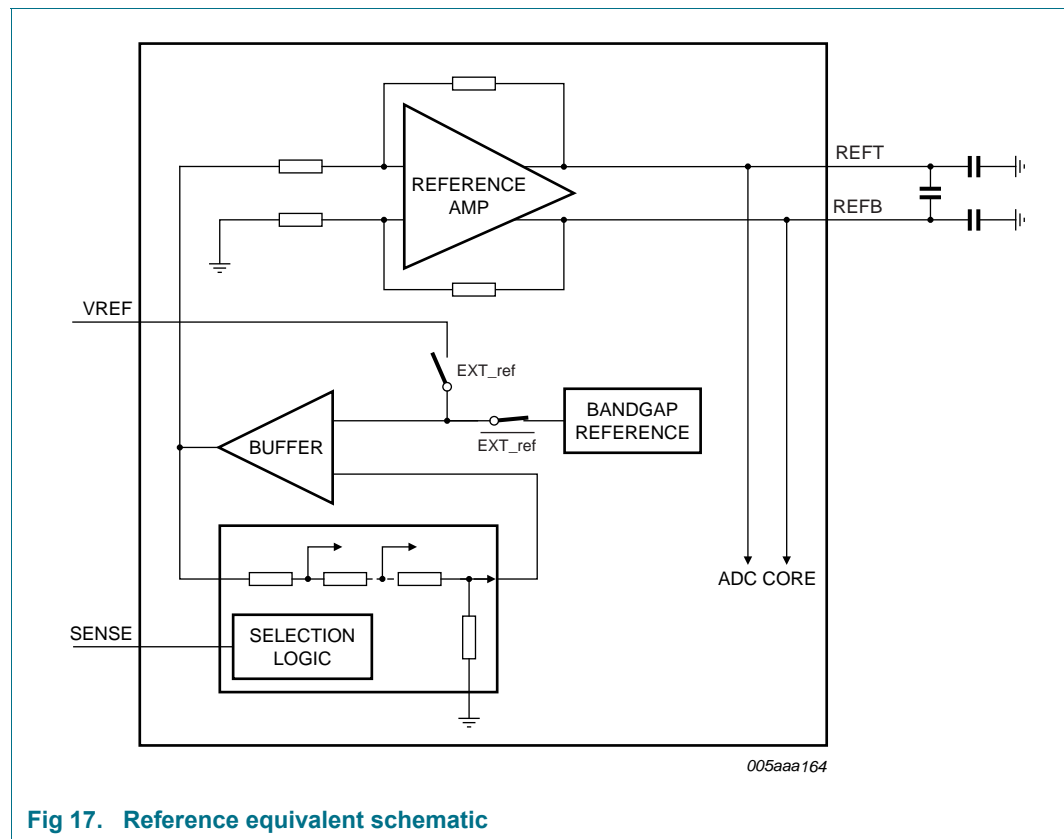 REFERENCE
AMP
REFT
REFB
VREF
EXT_ref
EXT_ref
BANDGAP
REFERENCE
BUFFER
ADC CORE
SENSE
SELECTION
LOGIC
005aaa164
Fig 17. Reference equivalent schematic